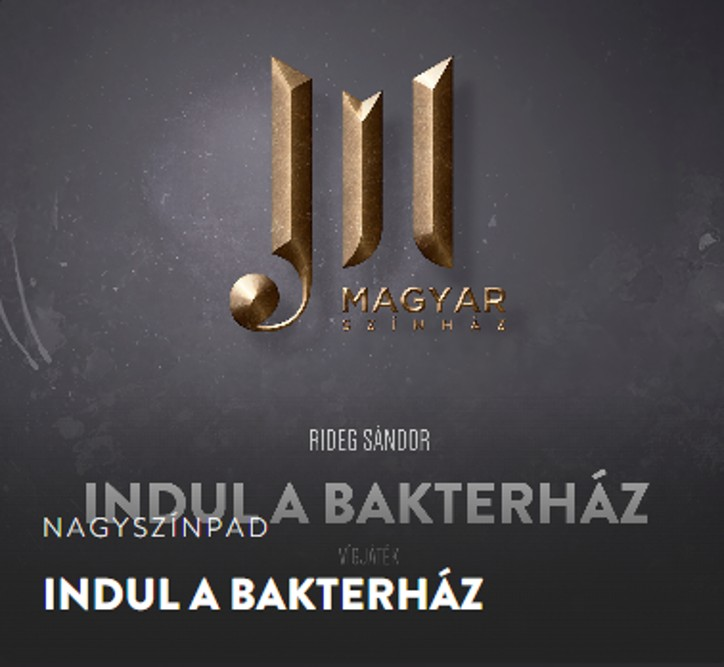 MAGYAR
SZÍNHÁZ
RIDEG SÁNDOR
INDUL A BAKTERHÁZ
NAGYSZÍNPAD
VÍGJÁTÉK
INDUL A BAKTERHÁZ